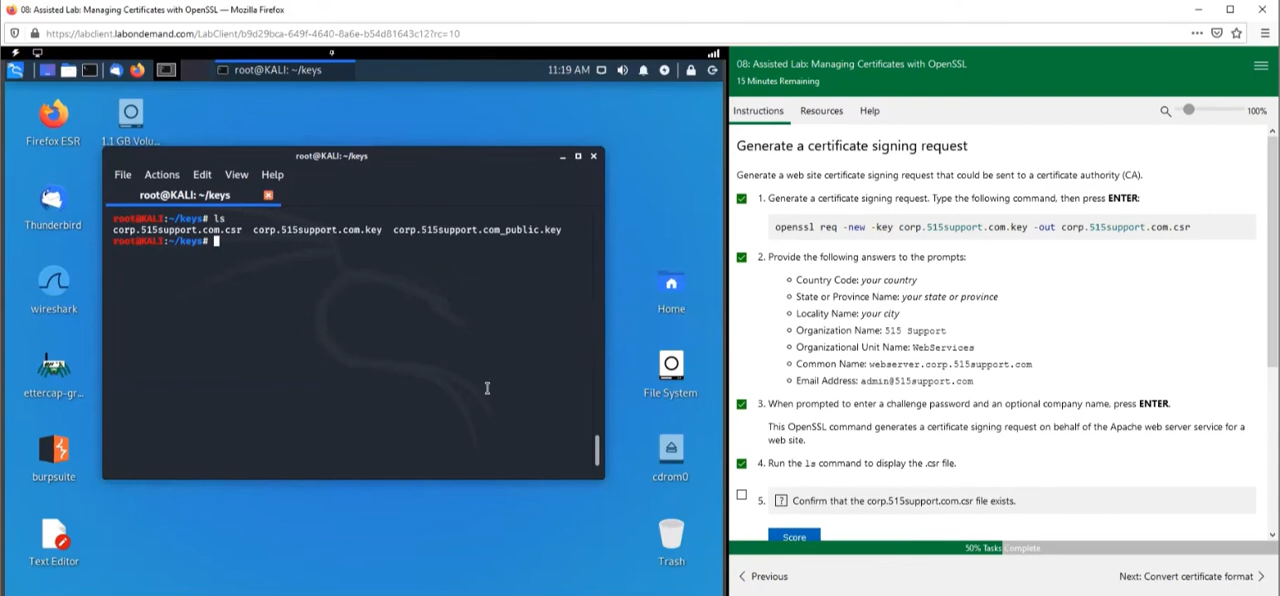 08: Assisted Lab: Managing Certificates with OpenSSL — Mozilla Firefox
https://labclient.labondemand.com/LabClient/b9d29bca-649f-4640-8a6e-b54d81643c12?rc=10
root@KALI: ~/keys
11:19 AM
Firefox ESR
1.1 GB Volu...
Thunderbird
wireshark
ettercap-gr...
burpsuite
Text Editor
root@KALI: ~/keys
File Actions Edit View Help
root@KALI: ~/keys
root@KALI:~/keys# ls
corp.515support.com.csr corp.515support.com.key corp.515support.com_public.key
root@KALI:~/keys#
Home
File System
cdrom0
Trash
08: Assisted Lab: Managing Certificates with OpenSSL
15 Minutes Remaining
Instructions Resources Help 100%
Generate a certificate signing request
Generate a web site certificate signing request that could be sent to a certificate authority (CA).
1. Generate a certificate signing request. Type the following command, then press ENTER:
openssl req -new -key corp.515support.com.key -out corp.515support.com.csr
2. Provide the following answers to the prompts:
Country Code: your country
State or Province Name: your state or province
Locality Name: your city
Organization Name: 515 Support
Organizational Unit Name: WebServices
Common Name: webserver.corp.515support.com
Email Address: admin@515support.com
3. When prompted to enter a challenge password and an optional company name, press ENTER.
This OpenSSL command generates a certificate signing request on behalf of the Apache web server service for a
web site.
4. Run the ls command to display the .csr file.
5. ? Confirm that the corp.515support.com.csr file exists.
Score
50% Tasks Complete
Previous
Next: Convert certificate format